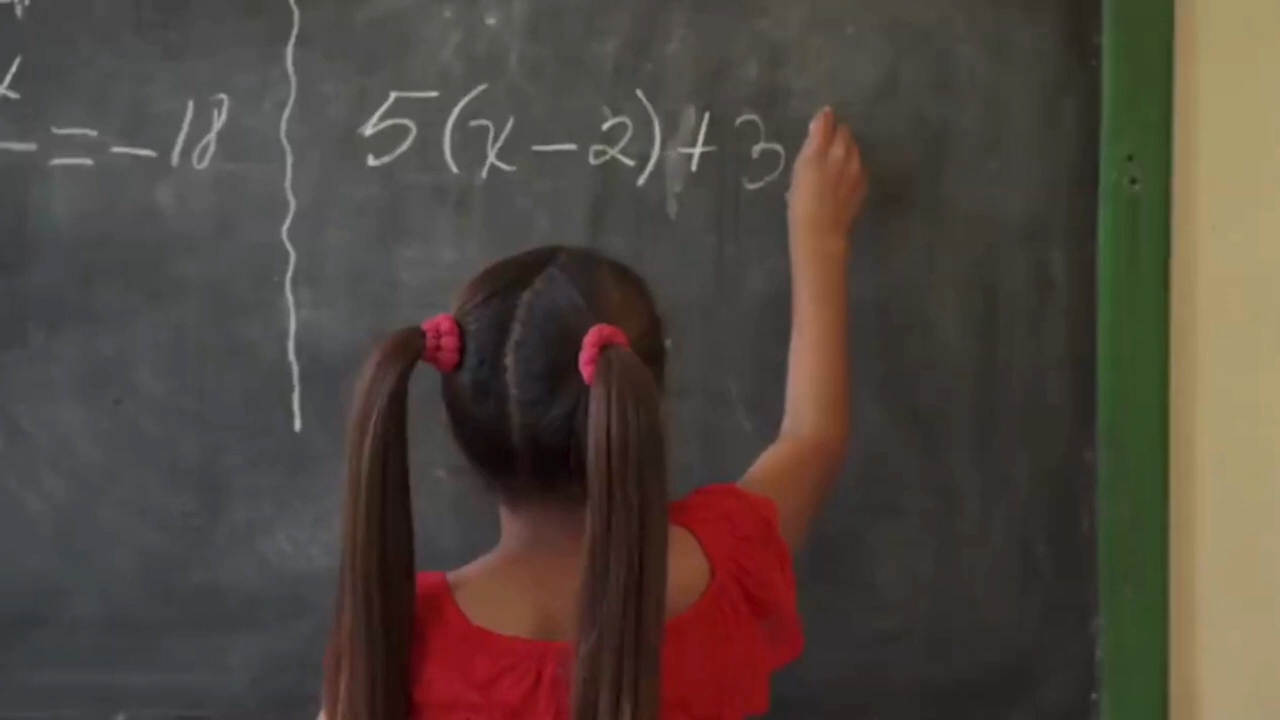 = -18
5(x-2)+3